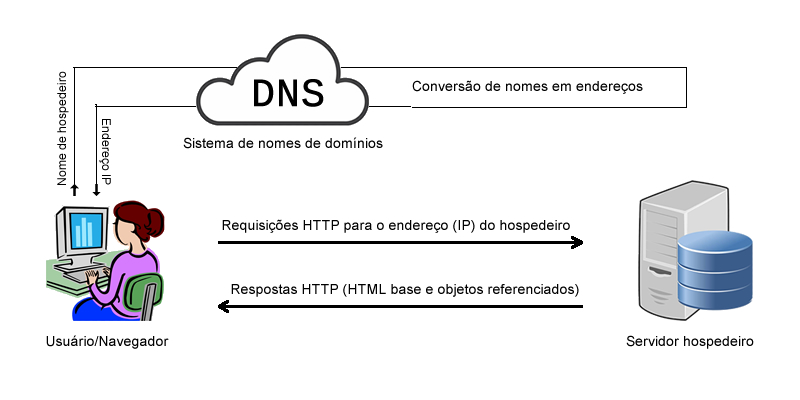 DNS
Conversão de nomes em endereços
Sistema de nomes de domínios
Nome de hospedeiro
Endereço IP
Requisições HTTP para o endereço (IP) do hospedeiro
Respostas HTTP (HTML base e objetos referenciados)
Usuário/Navegador
Servidor hospedeiro